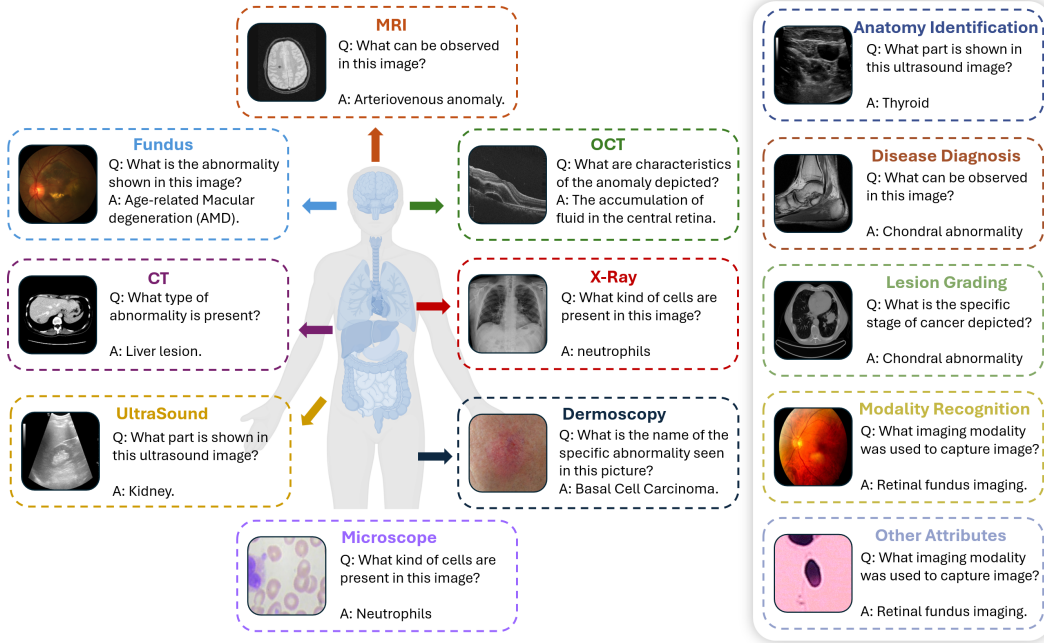 MRI
Q: What can be observed
in this image?
A: Arteriovenous anomaly.
Fundus
Q: What is the abnormality
shown in this image?
A: Age-related Macular
degeneration (AMD).
OCT
Q: What are characteristics
of the anomaly depicted?
A: The accumulation of
fluid in the central retina.
CT
Q: What type of
abnormality is present?
A: Liver lesion.
X-Ray
Q: What kind of cells are
present in this image?
A: neutrophils
UltraSound
Q: What part is shown in
this ultrasound image?
A: Kidney.
Dermoscopy
Q: What is the name of the
specific abnormality seen
in this picture?
A: Basal Cell Carcinoma.
Microscope
Q: What kind of cells are
present in this image?
A: Neutrophils
Anatomy Identification
Q: What part is shown in
this ultrasound image?
A: Thyroid
Disease Diagnosis
Q: What can be observed
in this image?
A: Chondral abnormality
Lesion Grading
Q: What is the specific
stage of cancer depicted?
A: Chondral abnormality
Modality Recognition
Q: What imaging modality
was used to capture image?
A: Retinal fundus imaging.
Other Attributes
Q: What imaging modality
was used to capture image?
A: Retinal fundus imaging.